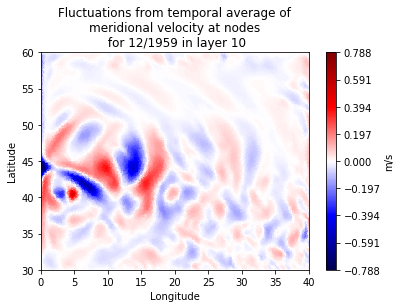 Fluctuations from temporal average of
meridional velocity at nodes
for 12/1959 in layer 10
60
55
50
45
40
35
30
Latitude
0 5 10 15 20 25 30 35 40
Longitude
0.788
0.591
0.394
0.197
0.000
−0.197
−0.394
−0.591
−0.788
m/s